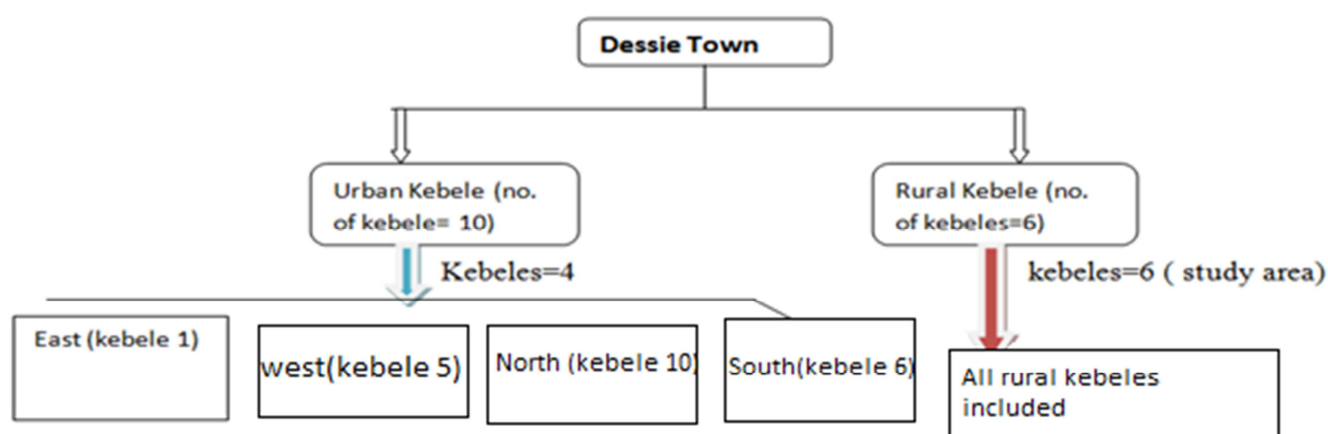 Dessie Town
Urban Kebele (no.
of kebele= 10)
Rural Kebele (no.
of kebeles=6)
Kebeles=4
kebeles=6 ( study area)
East (kebele 1)
west(kebele 5)
North (kebele 10)
South(kebele 6)
All rural kebeles
included